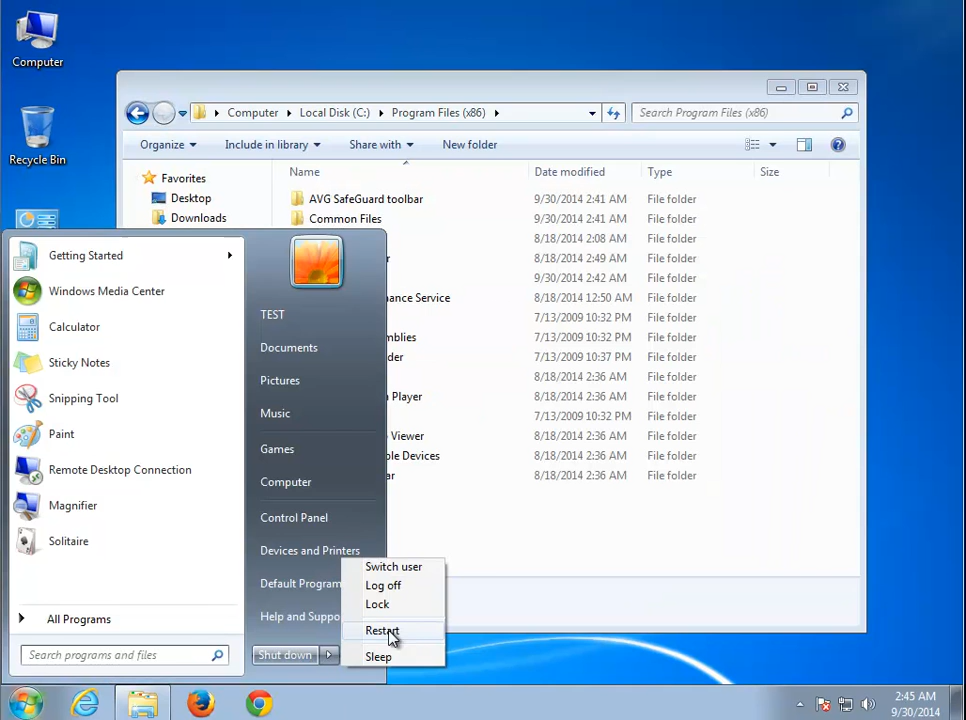 Computer
Recycle Bin
Computer Local Disk (C:) Program Files (x86)
Search Program Files (x86)
Organize Include in library Share with New folder
Name Date modified Type Size
Favorites
Desktop
Downloads
AVG SafeGuard toolbar 9/30/2014 2:41 AM File folder
Common Files 9/30/2014 2:41 AM File folder
8/18/2014 2:08 AM File folder
r 8/18/2014 2:49 AM File folder
9/30/2014 2:42 AM File folder
nance Service 8/18/2014 12:50 AM File folder
7/13/2009 10:32 PM File folder
mblies 7/13/2009 10:32 PM File folder
der 7/13/2009 10:37 PM File folder
8/18/2014 2:36 AM File folder
n Player 8/18/2014 2:36 AM File folder
7/13/2009 10:32 PM File folder
o Viewer 8/18/2014 2:36 AM File folder
ble Devices 8/18/2014 2:36 AM File folder
ar 8/18/2014 2:36 AM File folder
Getting Started
Windows Media Center
Calculator
Sticky Notes
Snipping Tool
Paint
Remote Desktop Connection
Magnifier
Solitaire
All Programs
Search programs and files
TEST
Documents
Pictures
Music
Games
Computer
Control Panel
Devices and Printers
Default Program
Help and Suppo
Shut down
Switch user
Log off
Lock
Restart
Sleep
2:45 AM
9/30/2014